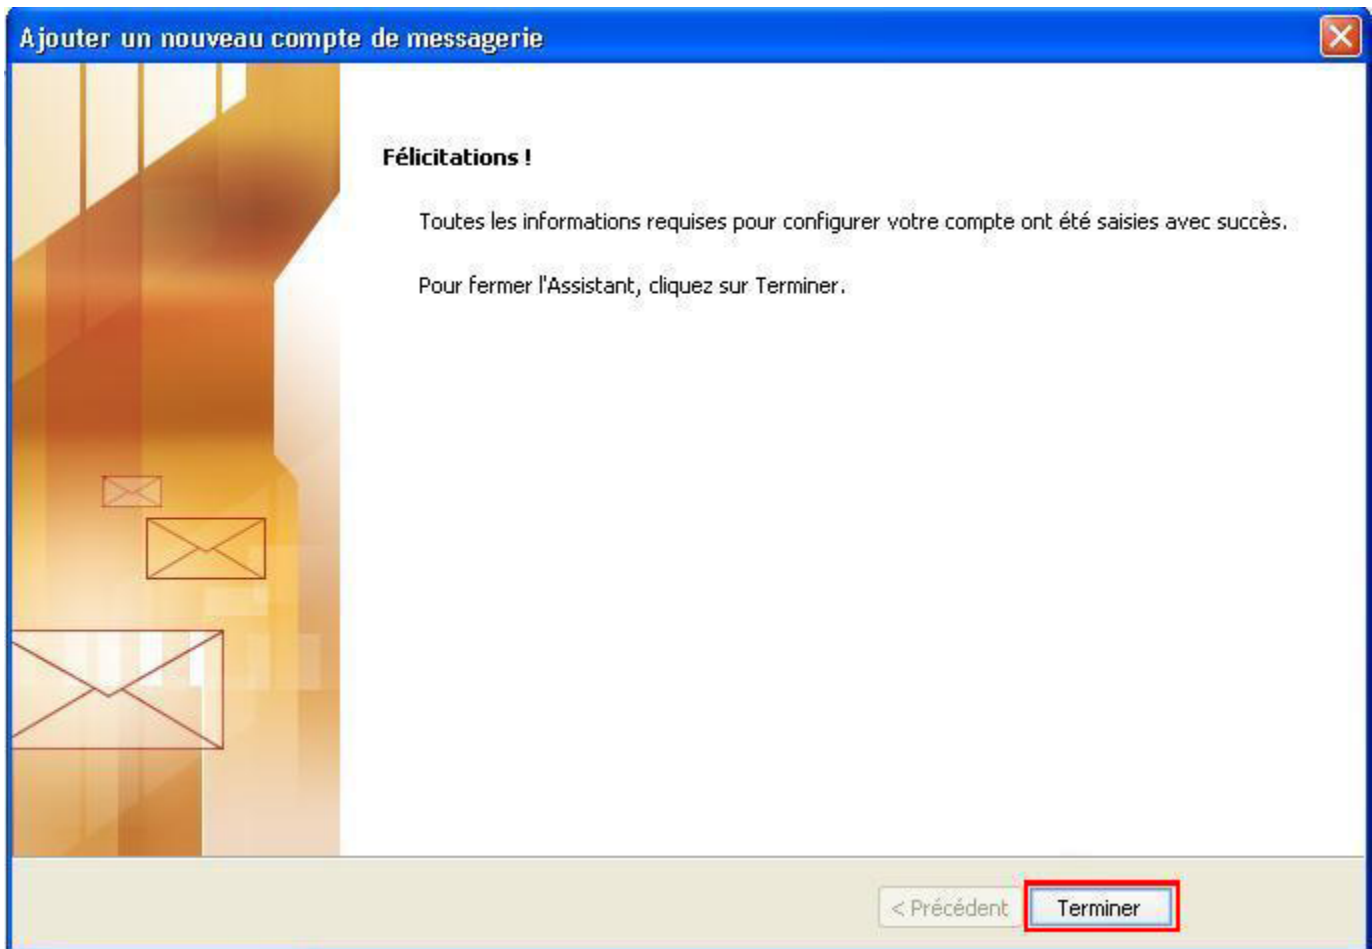 Ajouter un nouveau compte de messagerie
Félicitations !
Toutes les informations requises pour configurer votre compte ont été saisies avec succès.
Pour fermer l'Assistant, cliquez sur Terminer.
< Précédent
Terminer